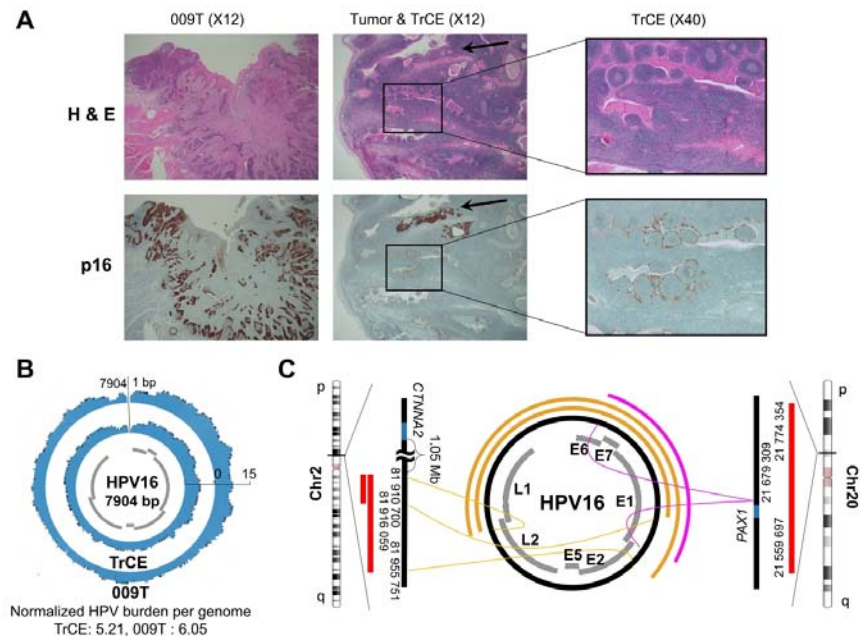 A
009T (X12)
Tumor & TrCE (X12)
TrCE (X40)
H & E
p16
B
7904
1 bp
HPV16
7904 bp
0
15
TrCE
009T
Normalized HPV burden per genome
TrCE: 5.21, 009T : 6.05
C
p
Chr2
q
CTNNA2
1.05 Mb
81 910 700
81 916 059
81 955 751
E6
E7
L1
E1
HPV16
L2
E5
E2
PAX1
21 679 309
21 559 697
21 774 354
p
Chr20
q